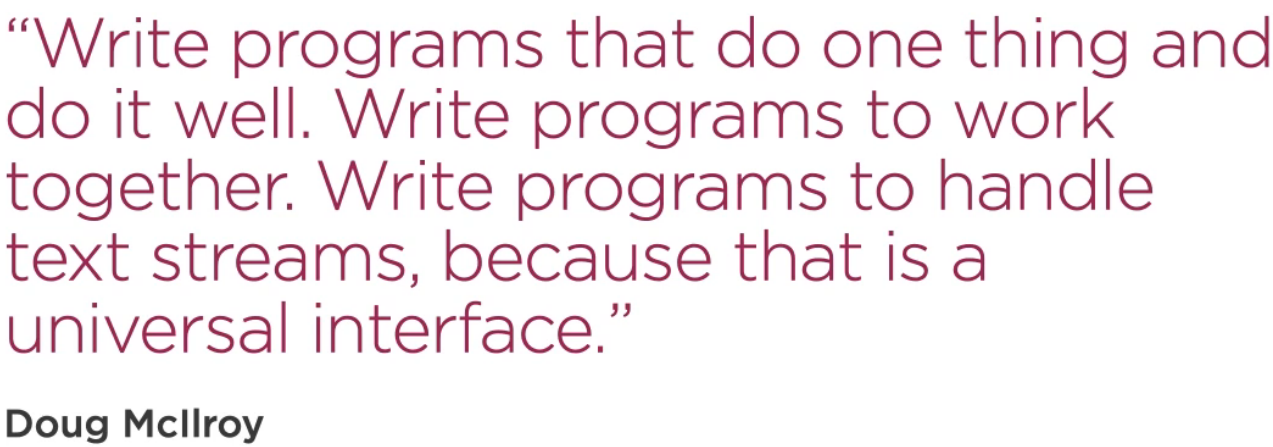 “Write programs that do one thing and
do it well. Write programs to work
together. Write programs to handle
text streams, because that is a
universal interface.”
Doug McIlroy